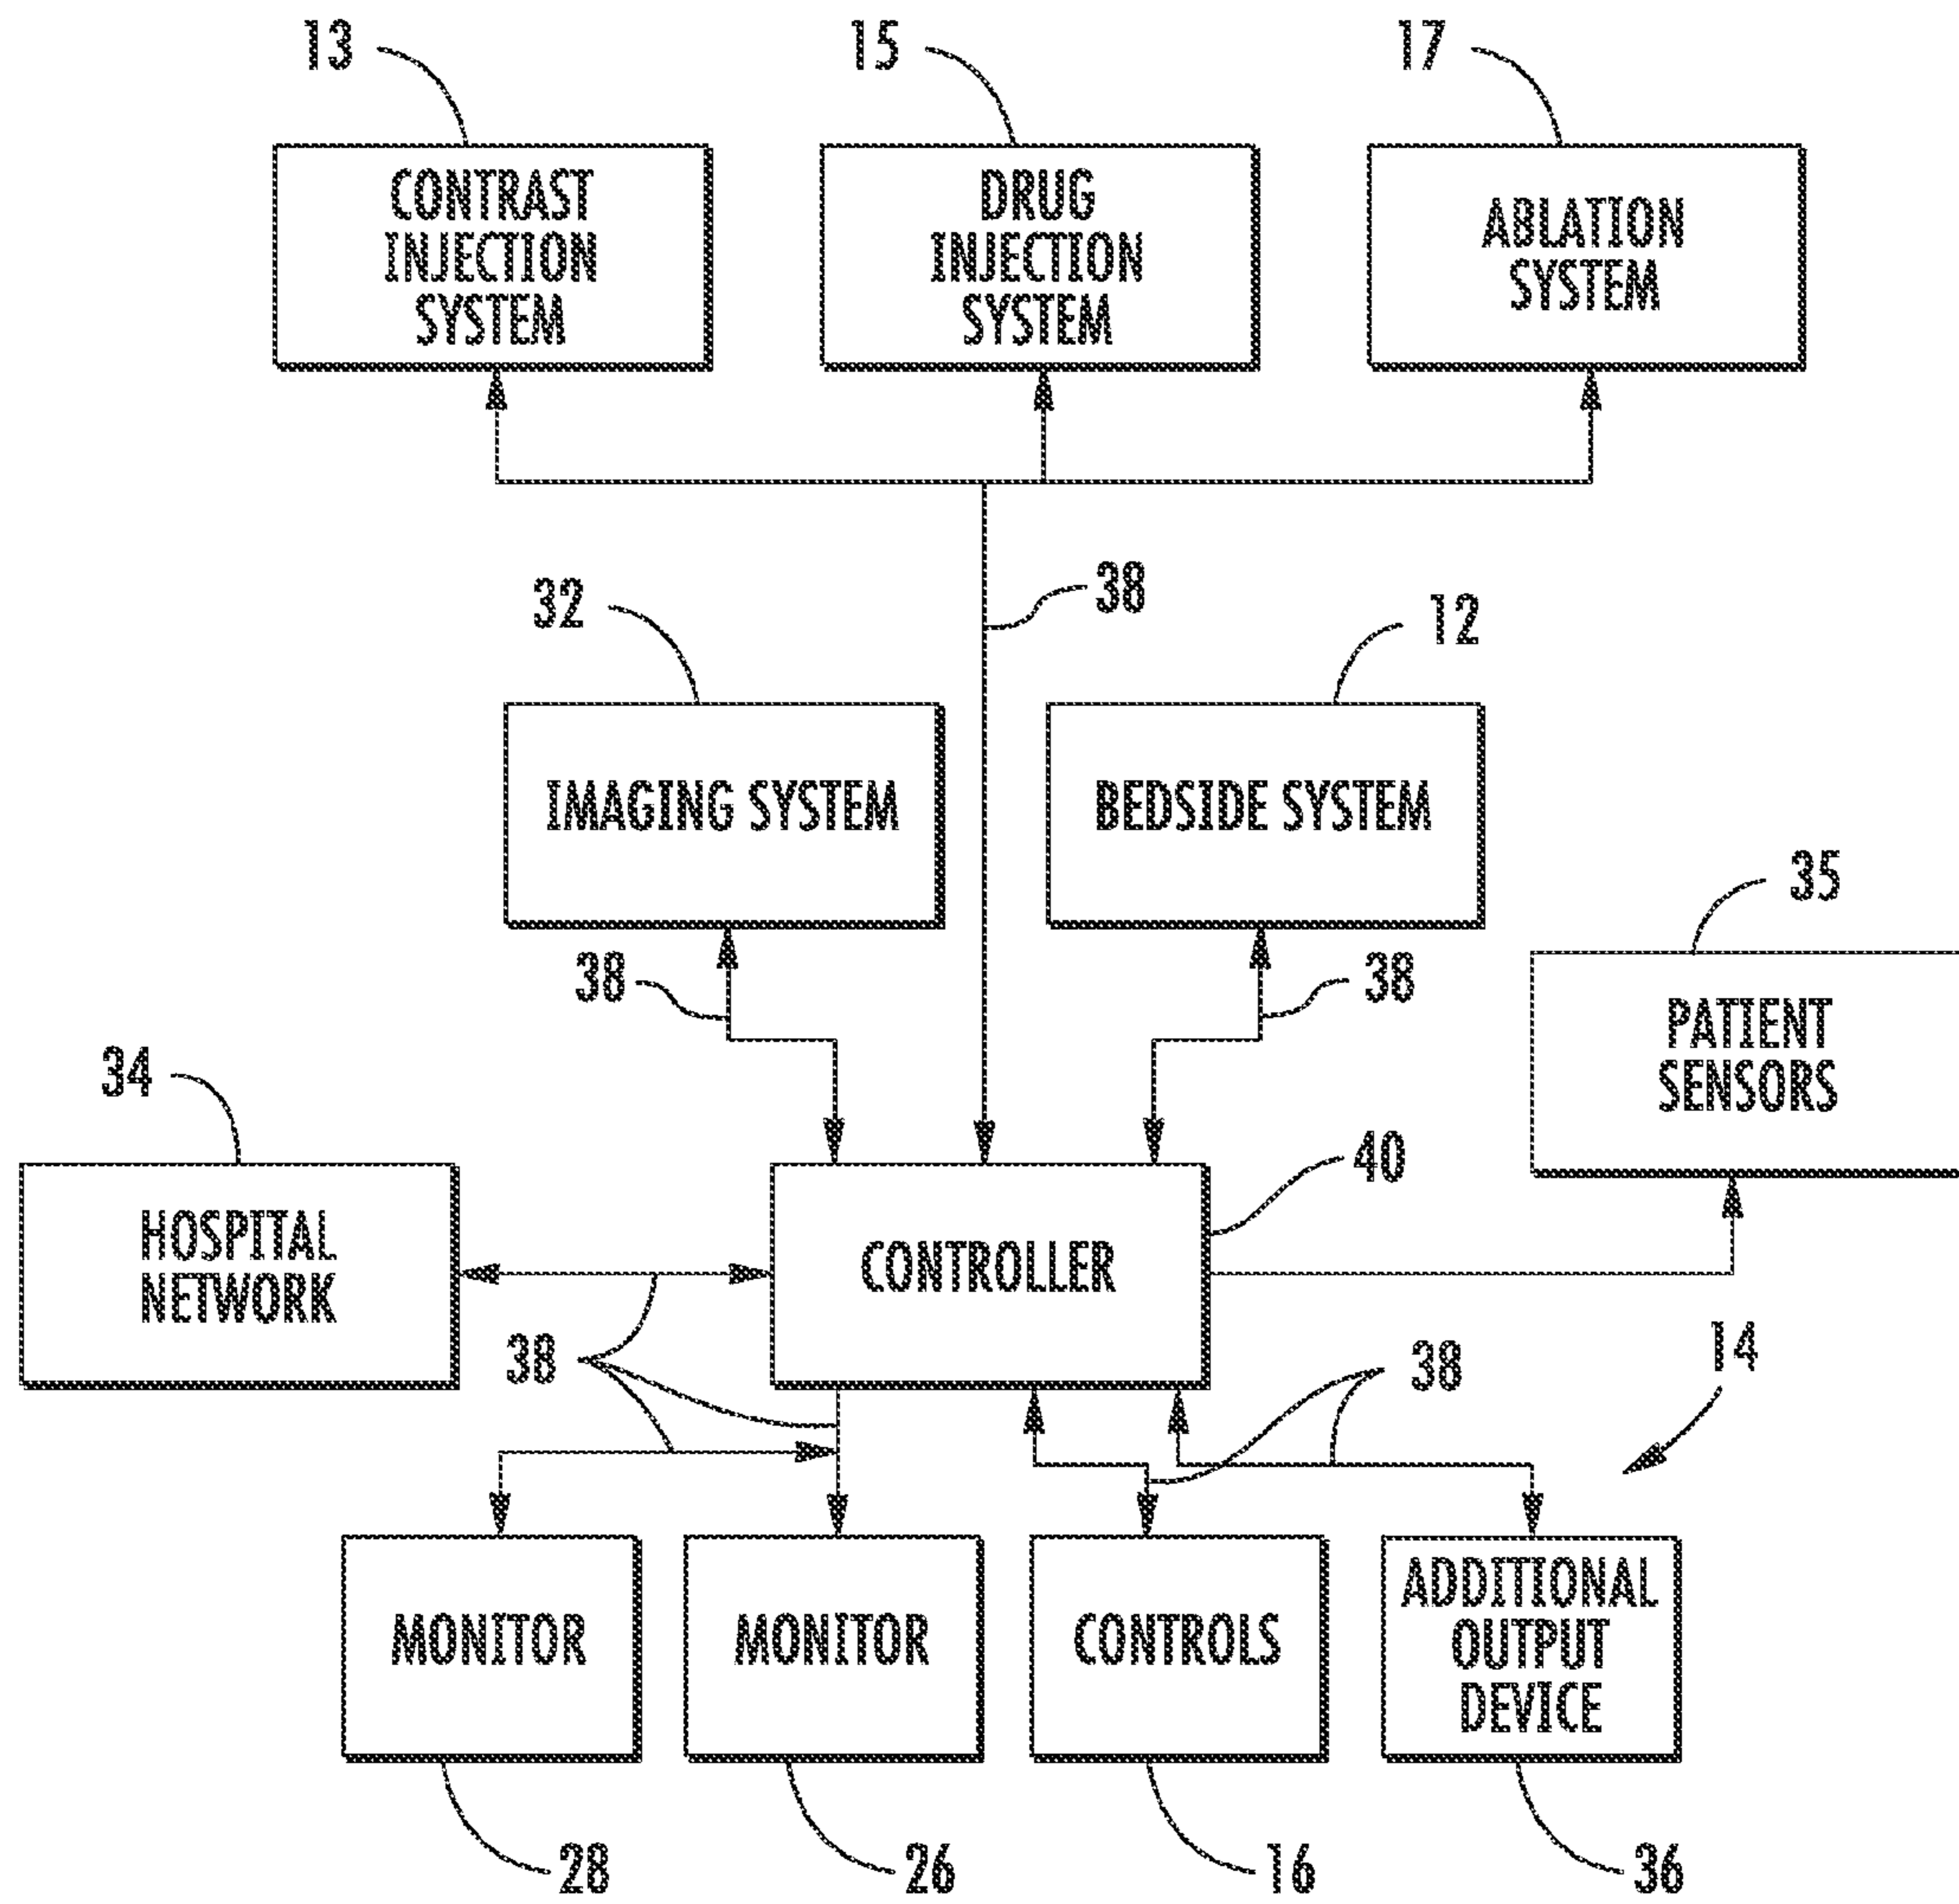 13
15
17
CONTRAST
INJECTION
SYSTEM
DRUG
INJECTION
SYSTEM
ABLATION
SYSTEM
38
32
12
IMAGING SYSTEM
BEDSIDE SYSTEM
35
38
38
PATIENT
SENSORS
34
40
HOSPITAL
NETWORK
CONTROLLER
38
38
14
MONITOR
MONITOR
CONTROLS
ADDITIONAL
OUTPUT
DEVICE
28
26
16
36